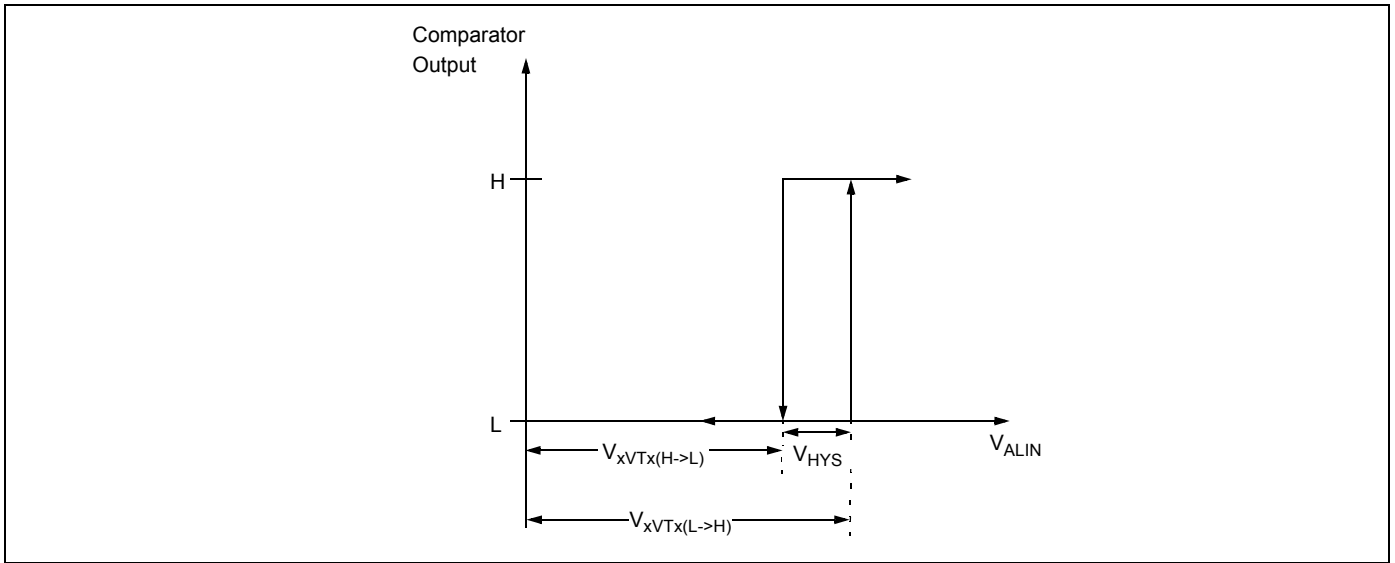 Comparator
Output
H
L
VxVTx(H->L)
VHYS
VALIN
VxVTx(L->H)